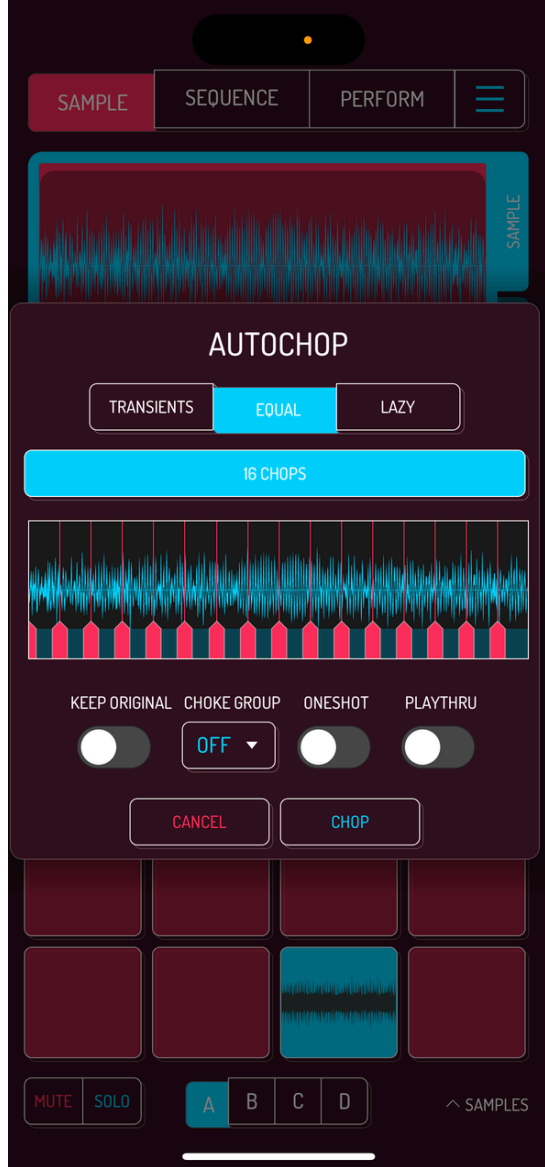 SAMPLE SEQUENCE PERFORM
SAMPLE
AUTOCHOP
TRANSIENTS EQUAL LAZY
16 CHOPS
KEEP ORIGINAL CHOKE GROUP ONESHOT PLAYTHRU
OFF
CANCEL CHOP
MUTE SOLO A B C D SAMPLES